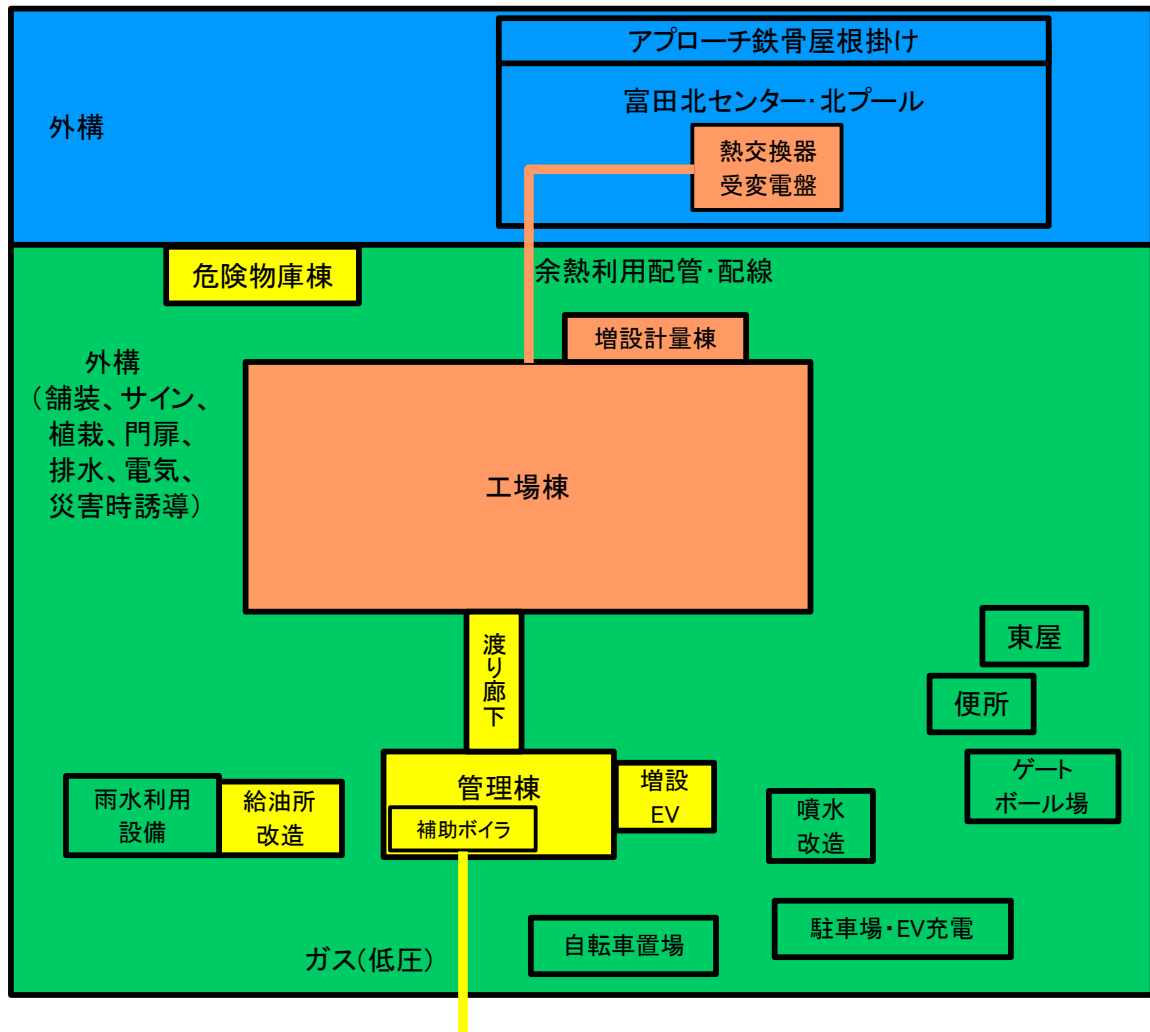 アプローチ鉄骨屋根掛け
富田北センター・北プール
外構
熱交換器
受変電盤
危険物庫棟
余熱利用配管・配線
増設計量棟
外構
（舗装、サイン、
植栽、門扉、
排水、電気、
災害時誘導）
工場棟
渡り廊下
東屋
便所
ゲート
ボール場
管理棟
補助ボイラ
増設
EV
雨水利用
設備
給油所
改造
噴水
改造
駐車場・EV充電
自転車置場
ガス(低圧)